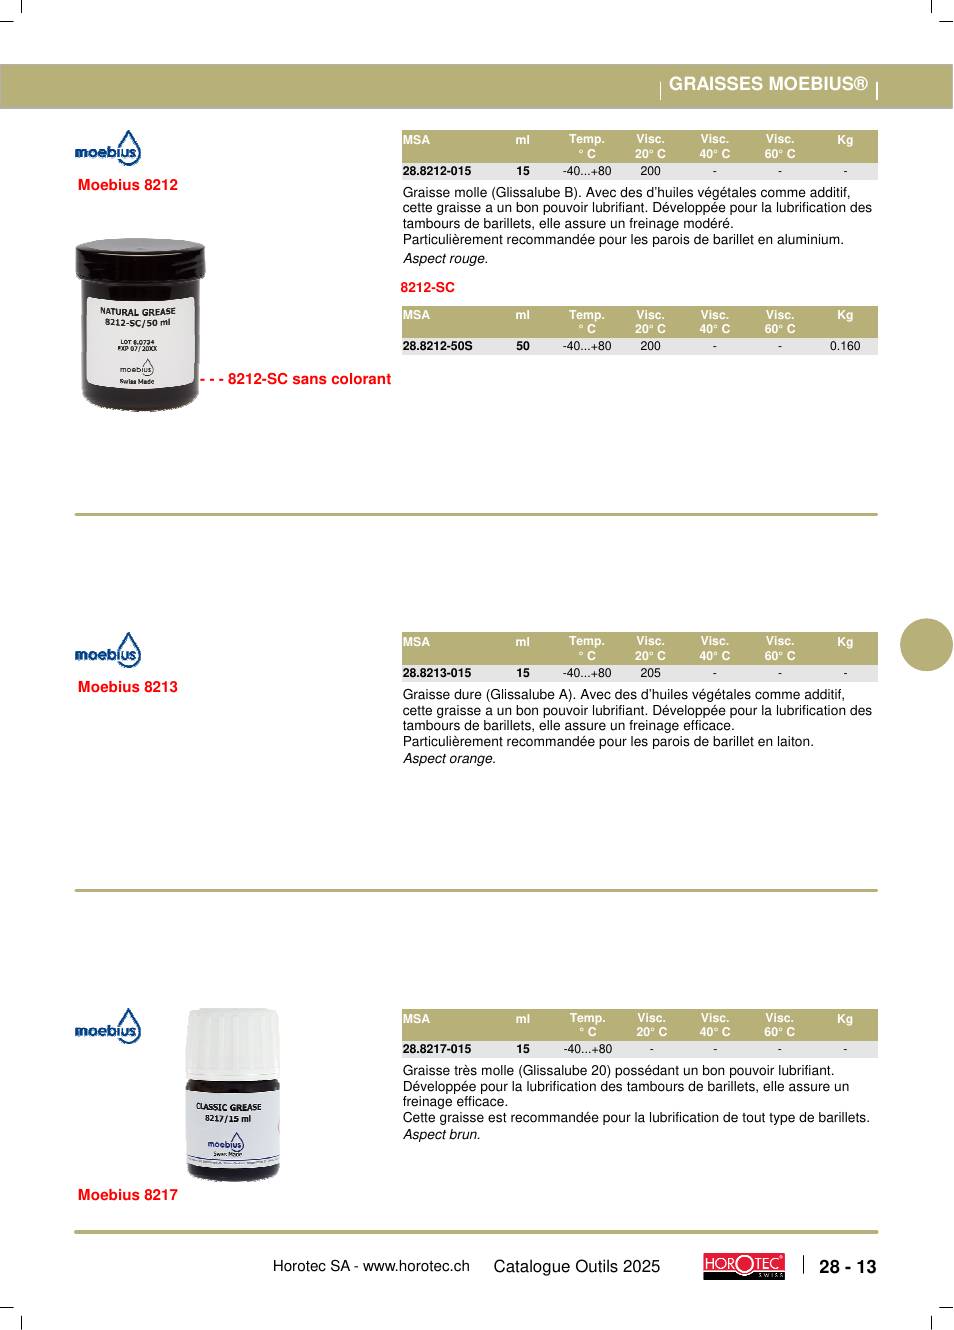 GRAISSES MOEBIUS®
moebius
Moebius 8212
MSA ml Temp. Visc. Visc. Visc. Kg
° C 20° C 40° C 60° C
28.8212-015 15 -40...+80 200 - - -
Graisse molle (Glissalube B). Avec des d’huiles végétales comme additif,
cette graisse a un bon pouvoir lubrifiant. Développée pour la lubrification des
tambours de barillets, elle assure un freinage modéré.
Particulièrement recommandée pour les parois de barillet en aluminium.
Aspect rouge.
8212-SC
MSA ml Temp. Visc. Visc. Visc. Kg
° C 20° C 40° C 60° C
28.8212-50S 50 -40...+80 200 - - 0.160
NATURAL GREASE
8212-SC/50 ml
LOT 8.0734
EXP 07/20XX
moebius
Swiss Made
- - - 8212-SC sans colorant
moebius
Moebius 8213
MSA ml Temp. Visc. Visc. Visc. Kg
° C 20° C 40° C 60° C
28.8213-015 15 -40...+80 205 - - -
Graisse dure (Glissalube A). Avec des d’huiles végétales comme additif,
cette graisse a un bon pouvoir lubrifiant. Développée pour la lubrification des
tambours de barillets, elle assure un freinage efficace.
Particulièrement recommandée pour les parois de barillet en laiton.
Aspect orange.
moebius
CLASSIC GREASE
8217/15 ml
moebius
Swiss Made
Moebius 8217
MSA ml Temp. Visc. Visc. Visc. Kg
° C 20° C 40° C 60° C
28.8217-015 15 -40...+80 - - - -
Graisse très molle (Glissalube 20) possédant un bon pouvoir lubrifiant.
Développée pour la lubrification des tambours de barillets, elle assure un
freinage efficace.
Cette graisse est recommandée pour la lubrification de tout type de barillets.
Aspect brun.
Horotec SA - www.horotec.ch Catalogue Outils 2025 HOROTEC SWISS 28 - 13